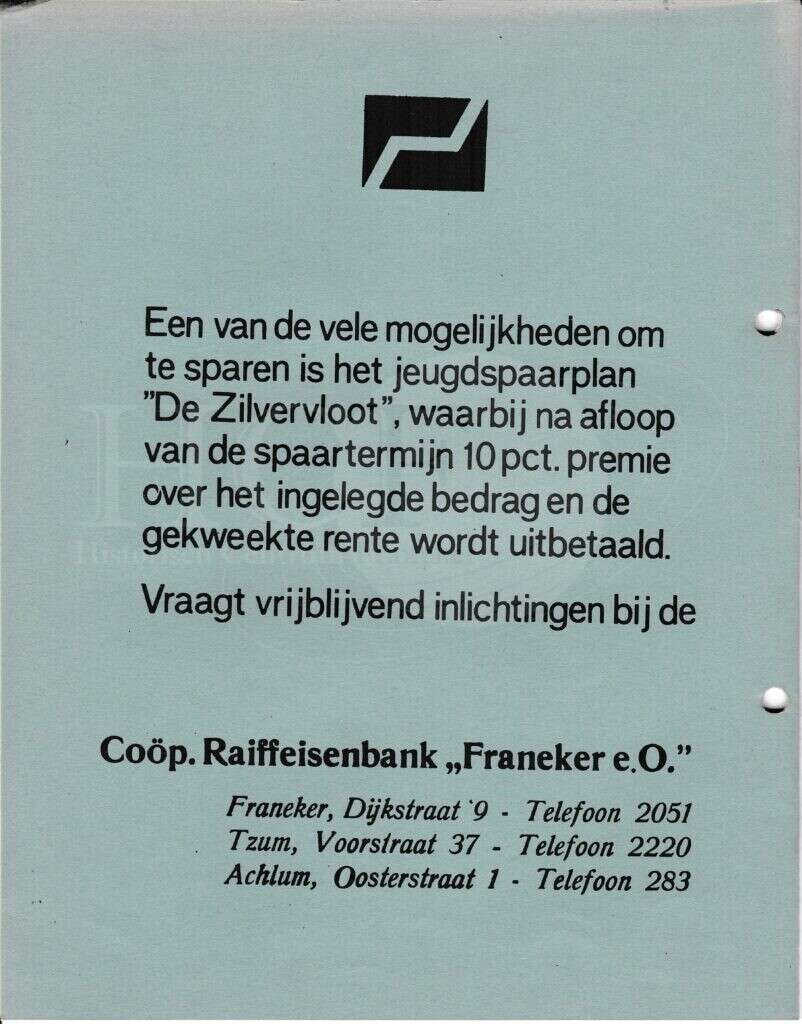 Een van de vele mogelijkheden om
te sparen is het jeugdspaarplan
"De Zilvervloot", waarbij na afloop
van de spaartermijn 10 pct. premie
over het ingelegde bedrag en de
gekweekte rente wordt uitbetaald.
Vraagt vrijblijvend inlichtingen bij de
Coöp. Raiffeisenbank „Franeker e.O.”
Franeker, Dijkstraat 9 - Telefoon 2051
Tzum, Voorstraat 37 - Telefoon 2220
Achlum, Oosterstraat 1 - Telefoon 283